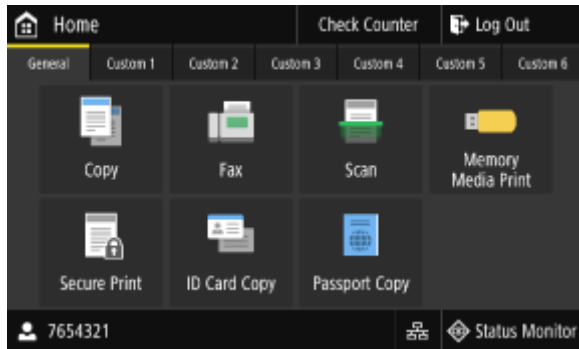 Home
Check Counter
Log Out
General
Custom 1
Custom 2
Custom 3
Custom 4
Custom 5
Custom 6
Copy
Fax
Scan
Memory
Media Print
Secure Print
ID Card Copy
Passport Copy
7654321
Status Monitor